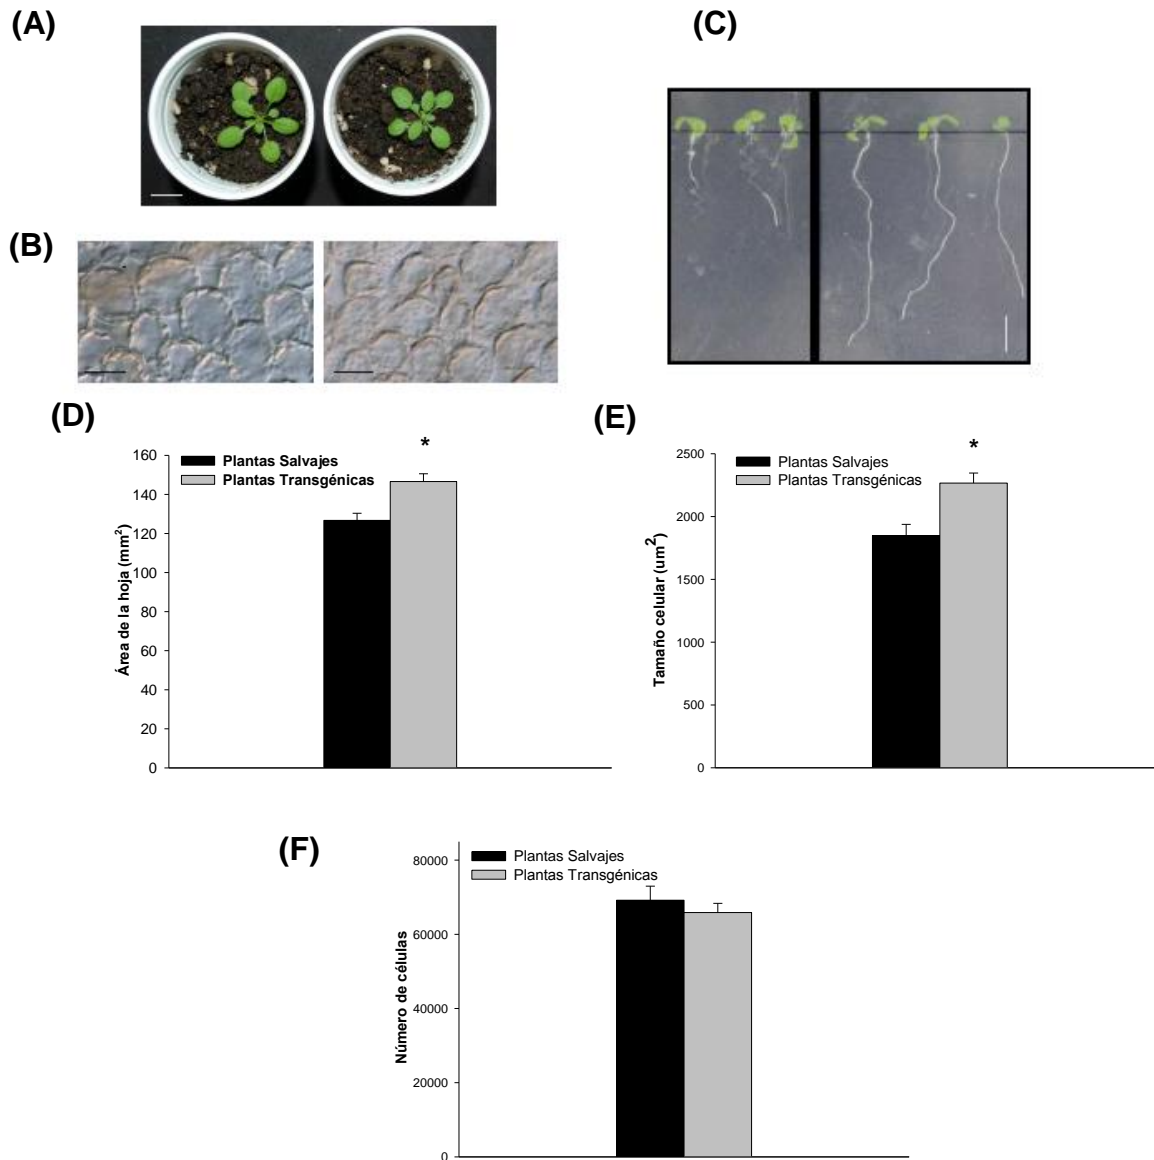 (A)
(C)
(B)
(D)
(E)
*
160
140
120
100
80
60
40
20
0
Área de la hoja (mm²)
Plantas Salvajes
Plantas Transgénicas
*
2500
2000
1500
1000
500
0
Tamaño celular (um²)
Plantas Salvajes
Plantas Transgénicas
(F)
80000
60000
40000
20000
0
Número de células
Plantas Salvajes
Plantas Transgénicas